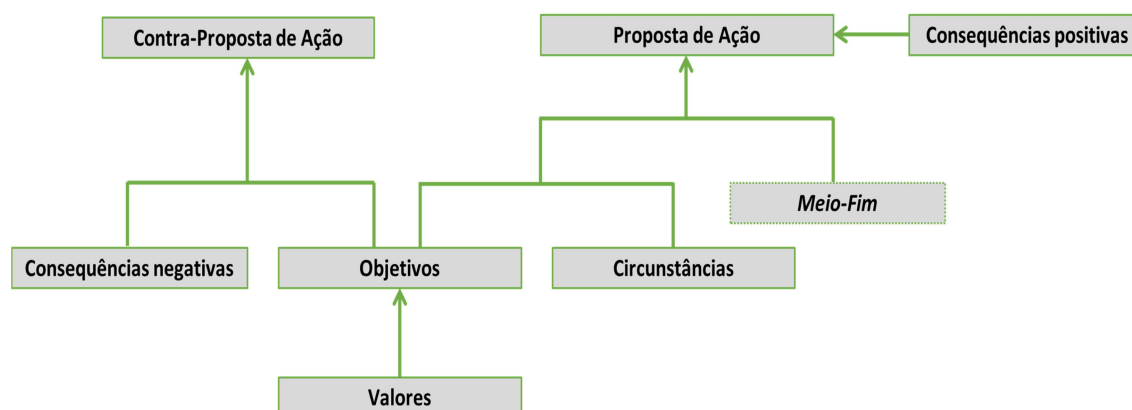 Contra-Proposta de Ação
Proposta de Ação
Consequências positivas
Meio-Fim
Consequências negativas
Objetivos
Circunstâncias
Valores